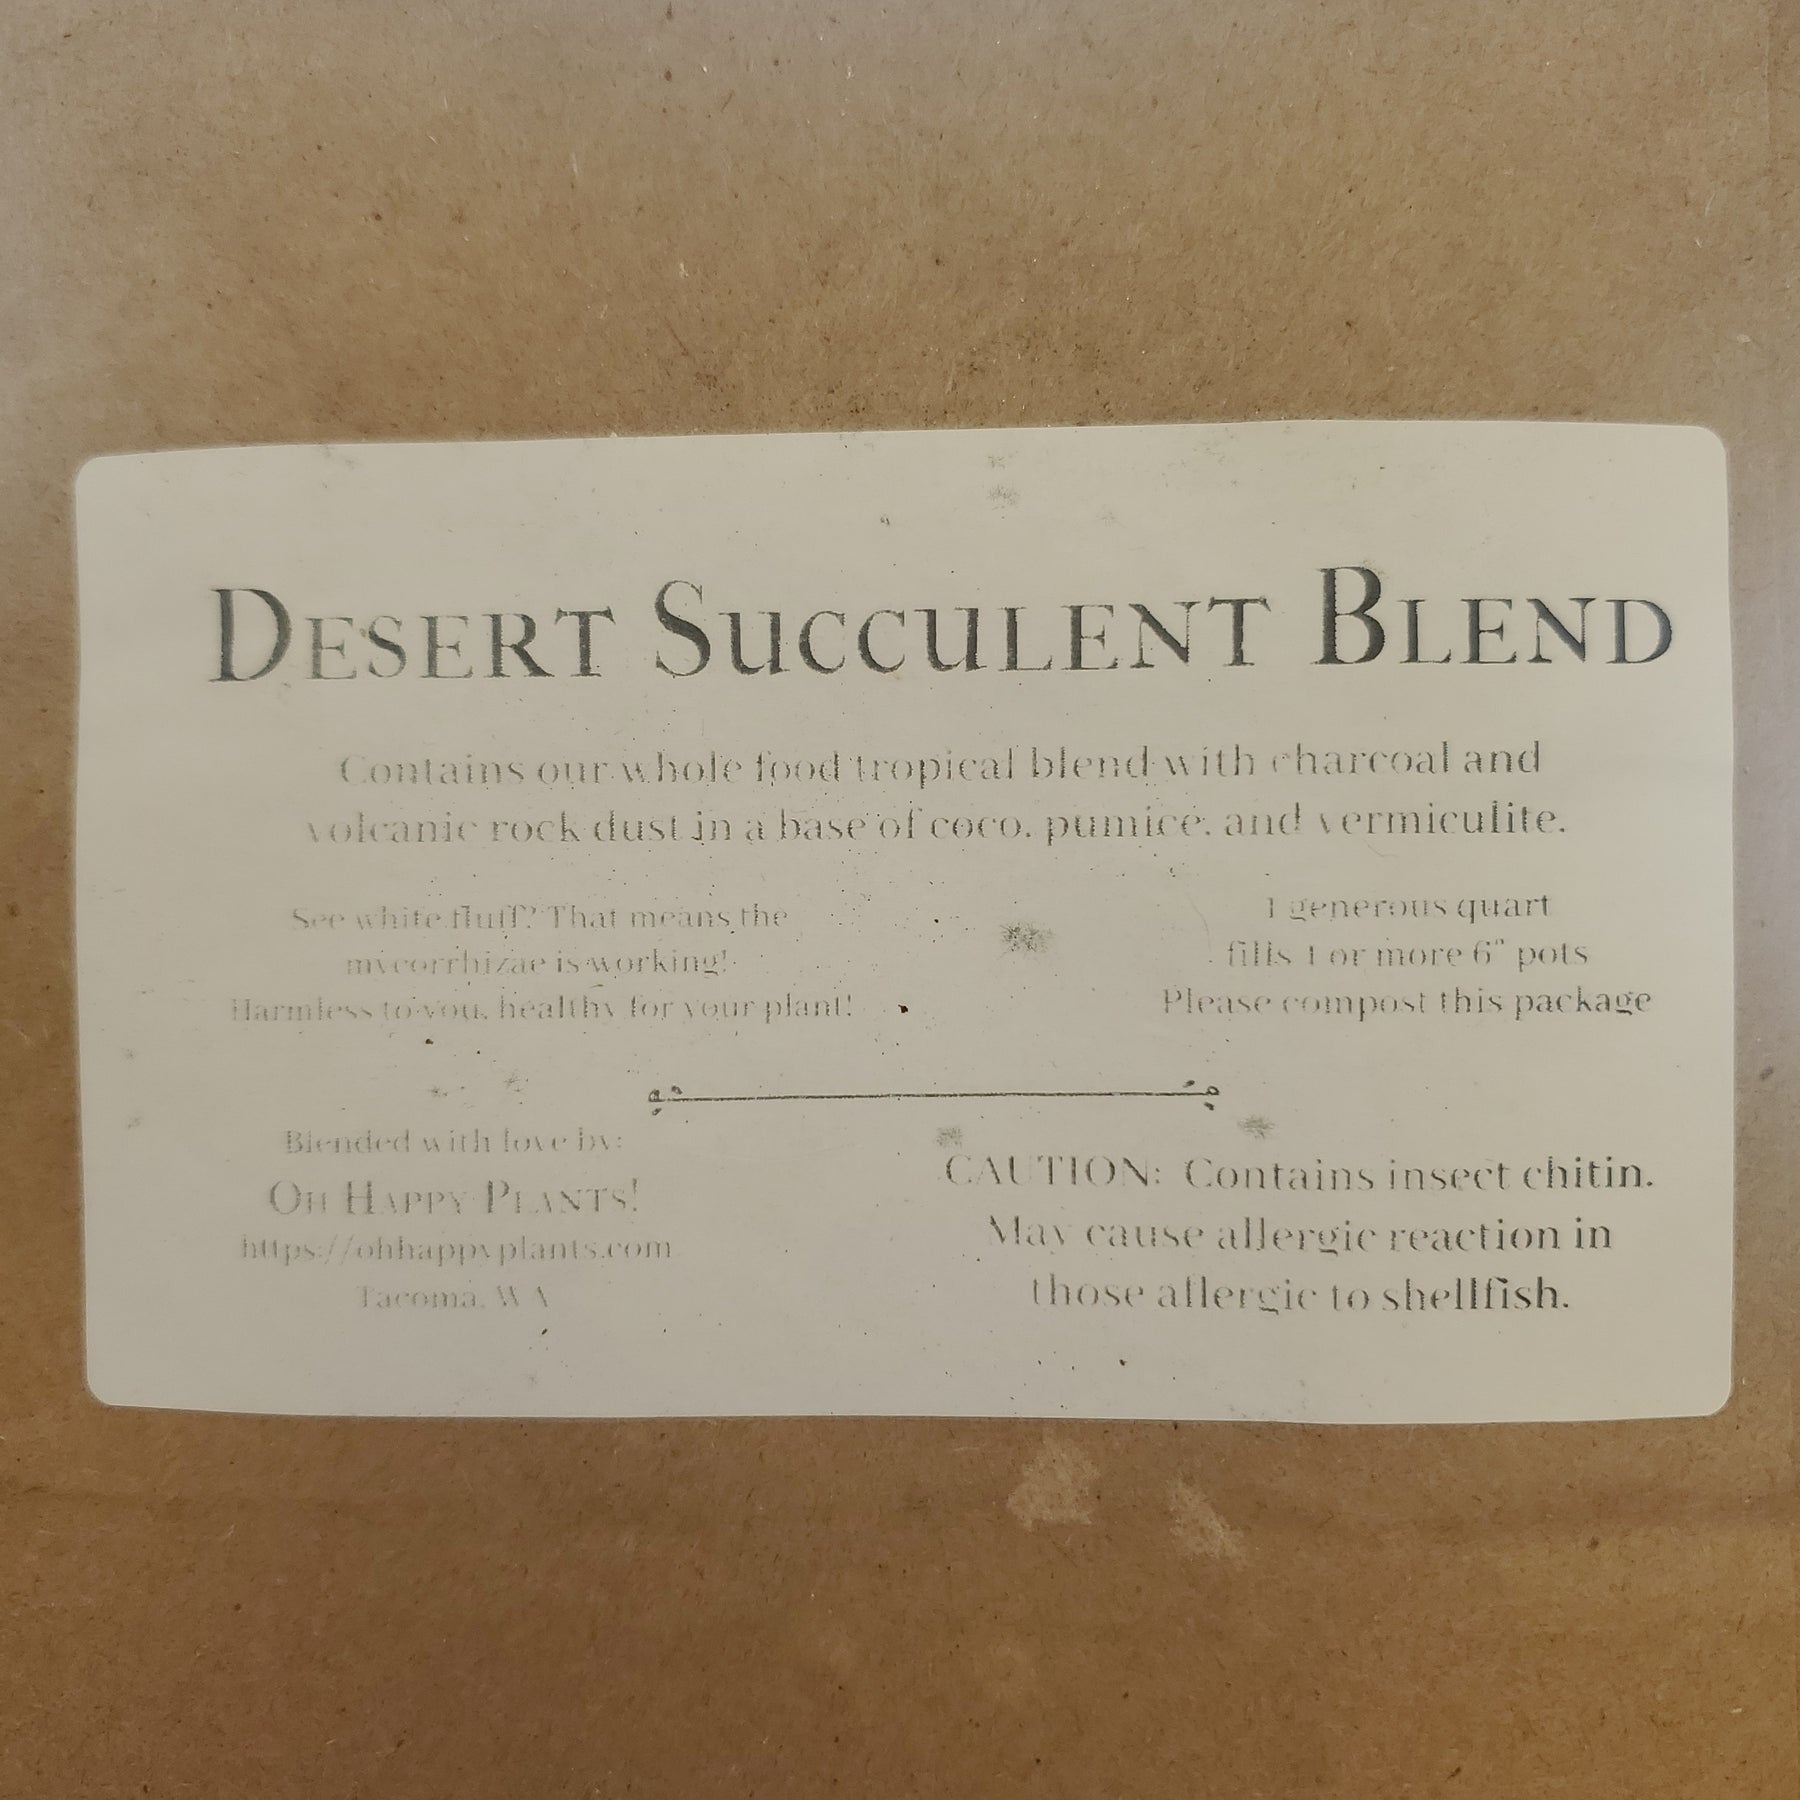 DESERT SUCCULENT BLEND
Contains our whole food tropical blend with charcoal and
volcanic rock dust in a base of coco, pumice, and vermiculite.
See white fluff? That means the
mycorrhizae is working!
Harmless to you, healthy for your plant!
1 generous quart
fills 1 or more 6" pots
Please compost this package
Blended with love by:
OH HAPPY PLANTS!
https://ohhappyplants.com
Tacoma, WA
CAUTION: Contains insect chitin.
May cause allergic reaction in
those allergic to shellfish.